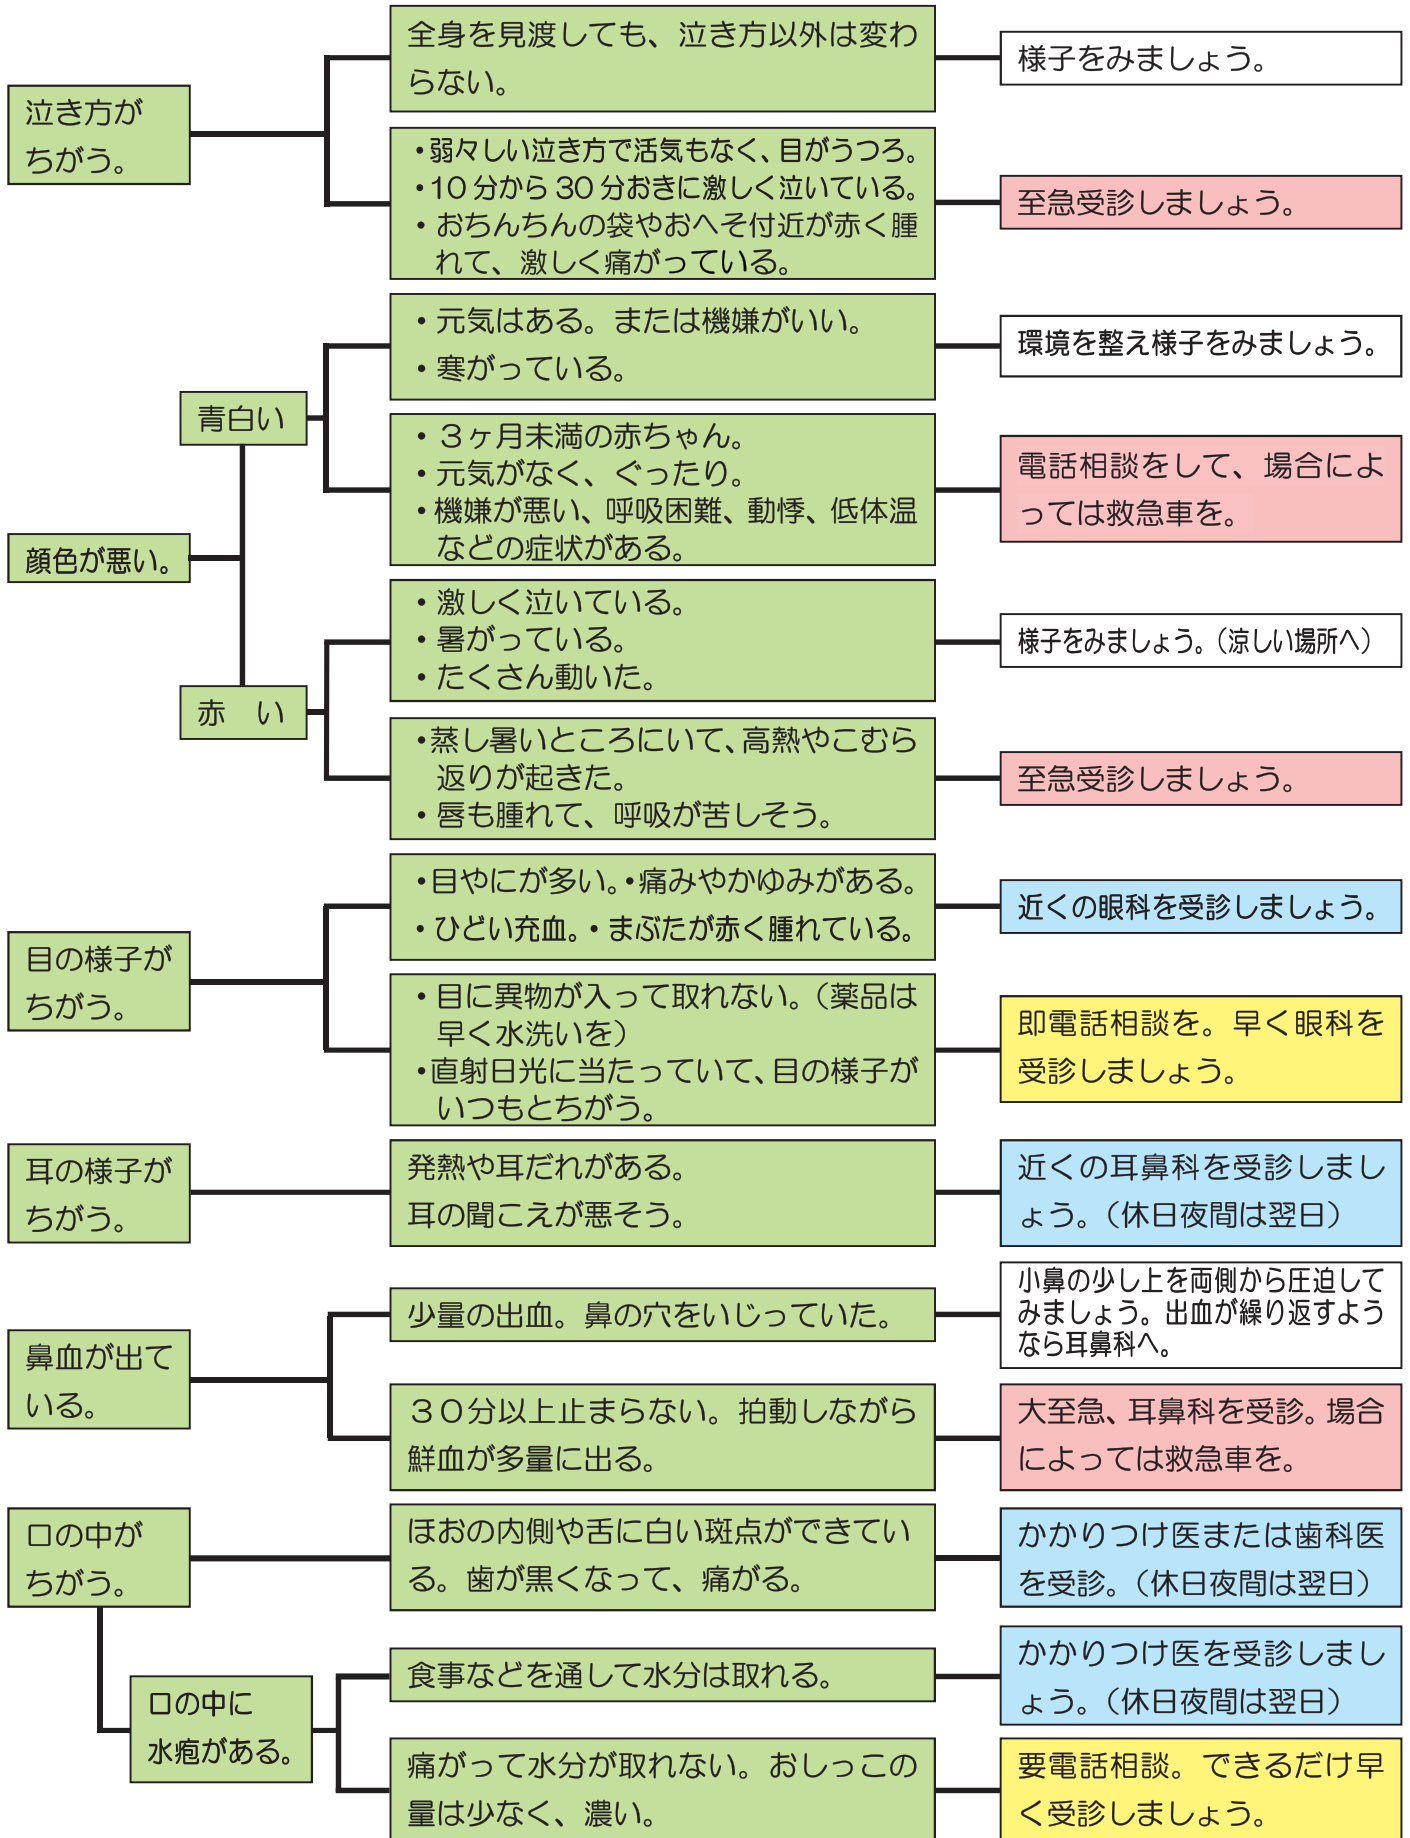 泣き方が
ちがう。
全身を見渡しても、泣き方以外は変わ
らない。
様子をみましょう。
・弱々しい泣き方で活気もなく、目がうつろ。
・10分から30分おきに激しく泣いている。
・おちんちんの袋やおへそ付近が赤く腫
れて、激しく痛がっている。
至急受診しましょう。
顔色が悪い。
青白い
・元気はある。または機嫌がいい。
・寒がっている。
環境を整え様子をみましょう。
・３ヶ月未満の赤ちゃん。
・元気がなく、ぐったり。
・機嫌が悪い、呼吸困難、動悸、低体温
などの症状がある。
電話相談をして、場合によ
っては救急車を。
赤　い
・激しく泣いている。
・暑がっている。
・たくさん動いた。
様子をみましょう。（涼しい場所へ）
・蒸し暑いところにいて、高熱やこむら
返りが起きた。
・唇も腫れて、呼吸が苦しそう。
至急受診しましょう。
目の様子が
ちがう。
・目やにが多い。・痛みやかゆみがある。
・ひどい充血。・まぶたが赤く腫れている。
近くの眼科を受診しましょう。
・目に異物が入って取れない。（薬品は
早く水洗いを）
・直射日光に当たっていて、目の様子が
いつもとちがう。
即電話相談を。早く眼科を
受診しましょう。
耳の様子が
ちがう。
発熱や耳だれがある。
耳の聞こえが悪そう。
近くの耳鼻科を受診しまし
ょう。（休日夜間は翌日）
鼻血が出て
いる。
少量の出血。鼻の穴をいじっていた。
小鼻の少し上を両側から圧迫して
みましょう。出血が繰り返すよう
なら耳鼻科へ。
３０分以上止まらない。拍動しながら
鮮血が多量に出る。
大至急、耳鼻科を受診。場合
によっては救急車を。
口の中が
ちがう。
ほおの内側や舌に白い斑点ができてい
る。歯が黒くなって、痛がる。
かかりつけ医または歯科医
を受診。（休日夜間は翌日）
口の中に
水疱がある。
食事などを通して水分は取れる。
かかりつけ医を受診しまし
ょう。（休日夜間は翌日）
痛がって水分が取れない。おしっこの
量は少なく、濃い。
要電話相談。できるだけ早
く受診しましょう。